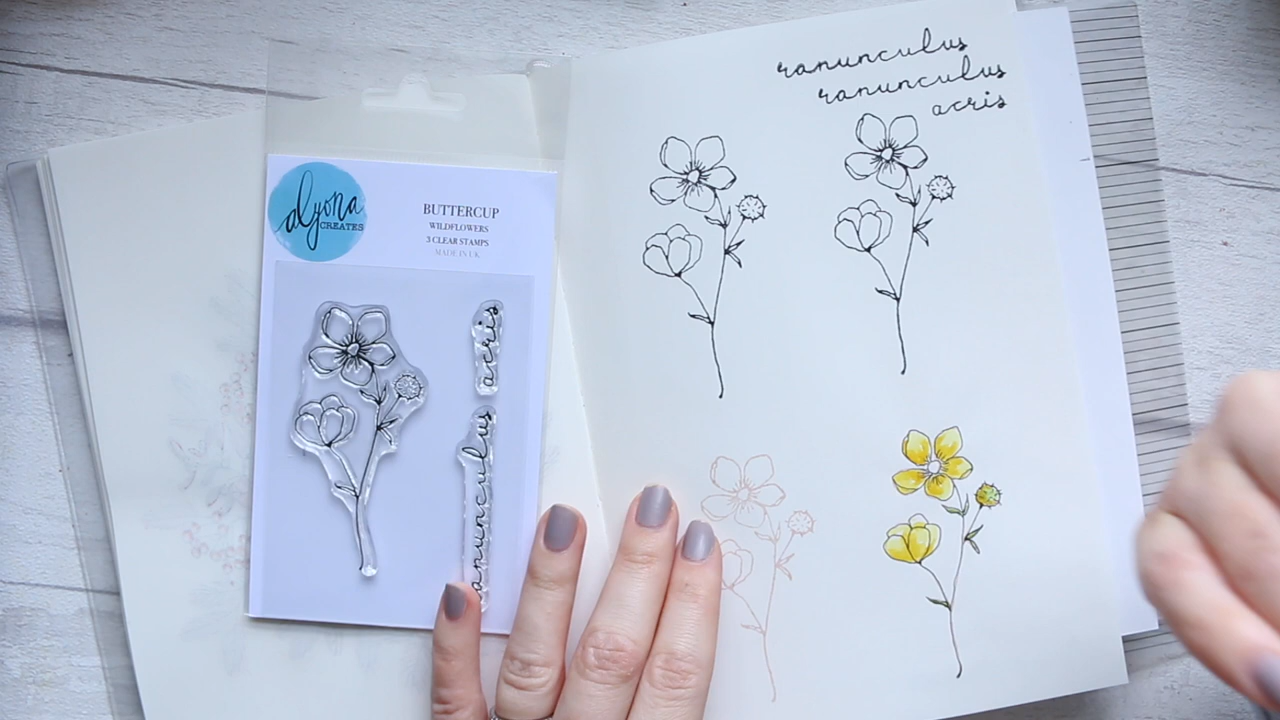 alyona
CREATES
BUTTERCUP
WILDFLOWERS
3 CLEAR STAMPS
MADE IN UK
acris
ranunculus
ranunculus
ranunculus
acris